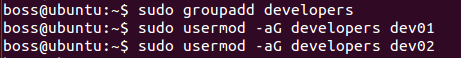 boss@ubuntu:~$ sudo groupadd developers
boss@ubuntu:~$ sudo usermod -aG developers dev01
boss@ubuntu:~$ sudo usermod -aG developers dev02